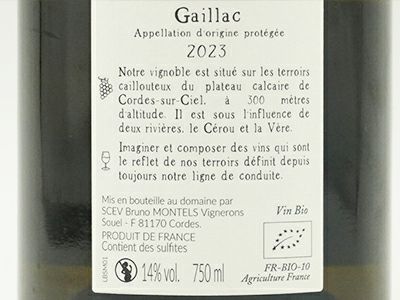 Gaillac
Appellation d'origine protégée
2023
Notre vignoble est situé sur les terroirs
caillouteux du plateau calcaire de
Cordes-sur-Ciel, à 300 mètres
d'altitude. Il est sous l'influence de
deux rivières, le Cérou et la Vère.
Imaginer et composer des vins qui sont
le reflet de nos terroirs définit depuis
toujours notre ligne de conduite.
Mis en bouteille au domaine par
SCEV Bruno MONTELS Vignerons
Souel - F 81170 Cordes.
PRODUIT DE FRANCE
Contient des sulfites
14% vol. 750 ml
Vin Bio
FR-BIO-10
Agriculture France